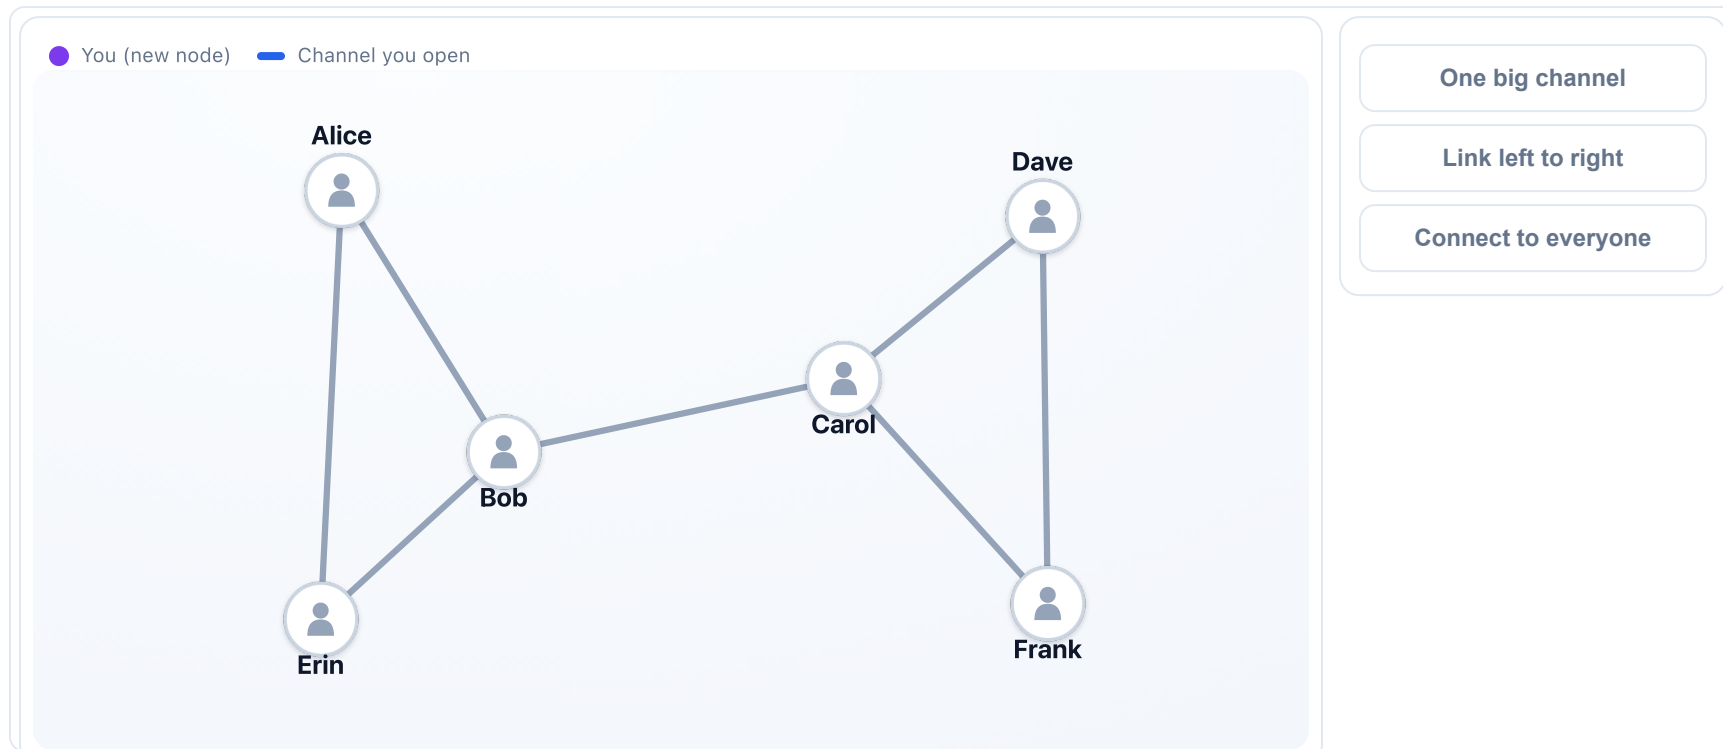 You (new node)
Channel you open
Alice
Dave
Carol
Bob
Erin
Frank
One big channel
Link left to right
Connect to everyone